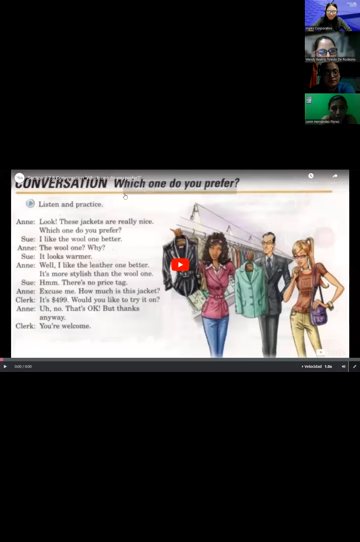 CONVERSATION Which one do you prefer?
Listen and practice.
Anne: Look! These jackets are really nice.
Which one do you prefer?
Sue: I like the wool one better.
Anne: The wool one? Why?
Sue: It looks warmer.
Anne: Well, I like the leather one better.
It's more stylish than the wool one.
Sue: Hmm. There's no price tag.
Anne: Excuse me. How much is this jacket?
Clerk: It's $499. Would you like to try it on?
Anne: Uh, no. That's OK! But thanks
anyway.
Clerk: You're welcome.
0:00 / 0:00
Velocidad